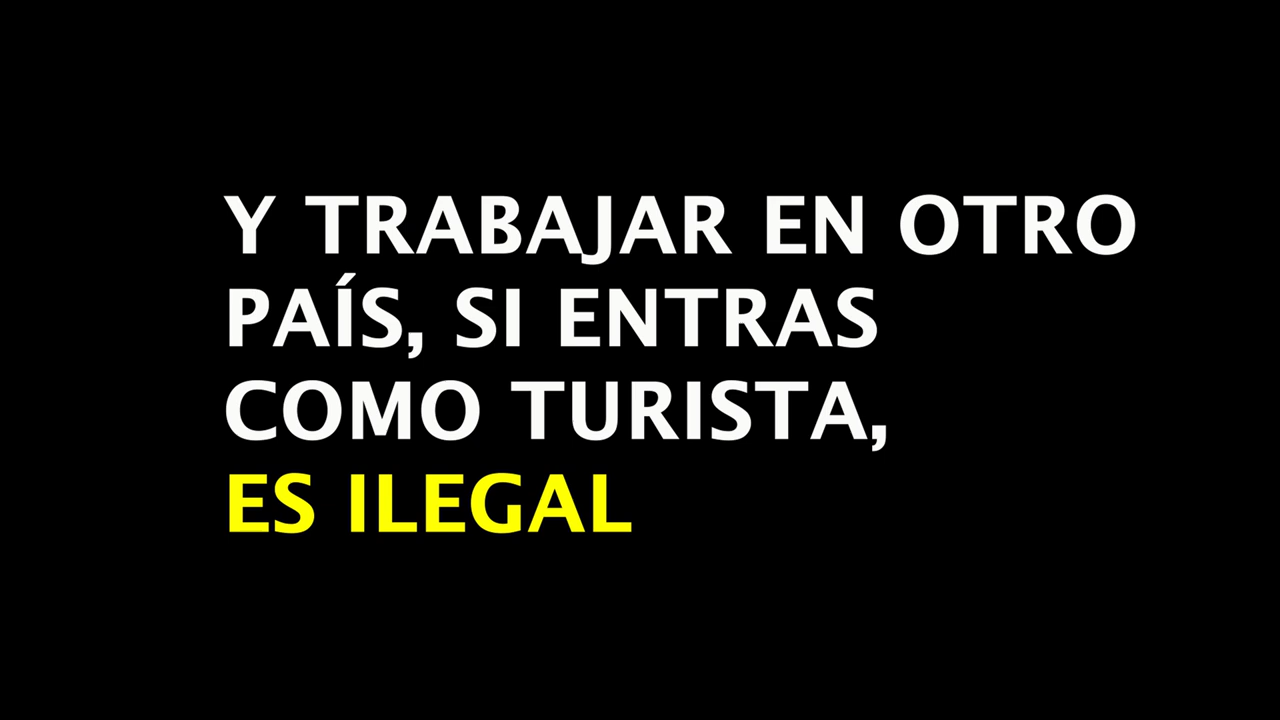 Y TRABAJAR EN OTRO
PAÍS, SI ENTRAS
COMO TURISTA,
ES ILEGAL